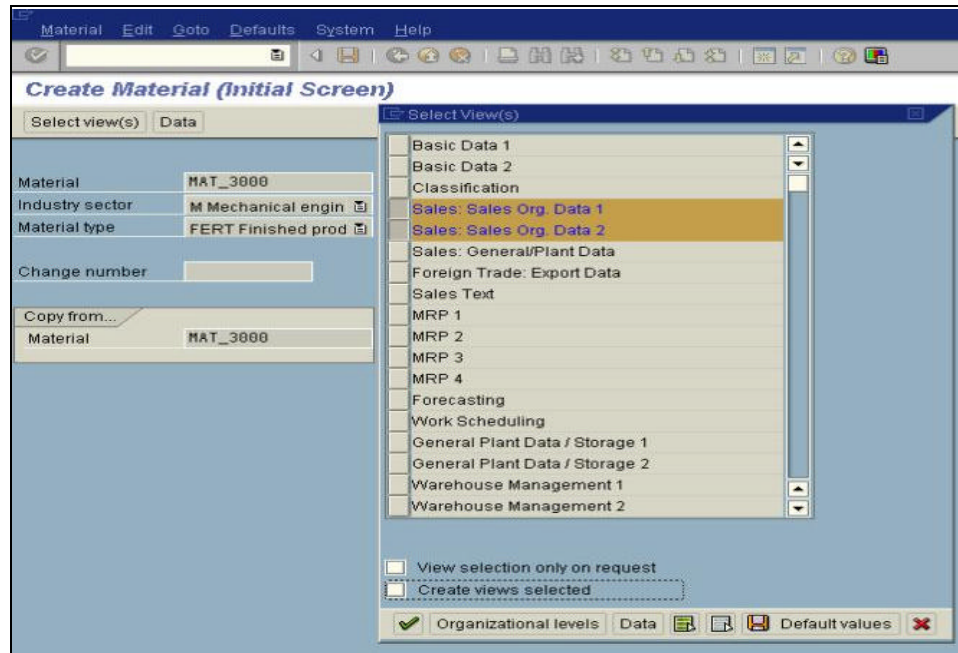 Material Edit Goto Defaults System Help
Create Material (Initial Screen)
Select view(s) Data
Material MAT_3000
Industry sector M Mechanical engin
Material type FERT Finished prod
Change number
Copy from...
Material MAT_3000
Select View(s)
Basic Data 1
Basic Data 2
Classification
Sales: Sales Org. Data 1
Sales: Sales Org. Data 2
Sales: General/Plant Data
Foreign Trade: Export Data
Sales Text
MRP 1
MRP 2
MRP 3
MRP 4
Forecasting
Work Scheduling
General Plant Data / Storage 1
General Plant Data / Storage 2
Warehouse Management 1
Warehouse Management 2
View selection only on request
Create views selected
Organizational levels Data Default values